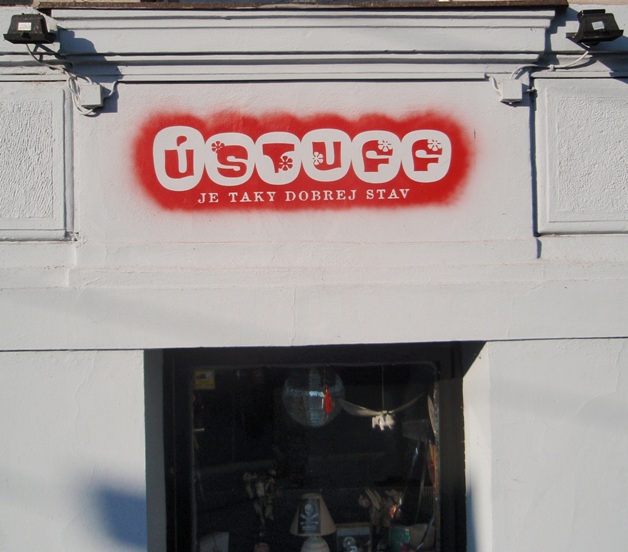 ÚSTUFF
JE TAKY DOBREJ STAV